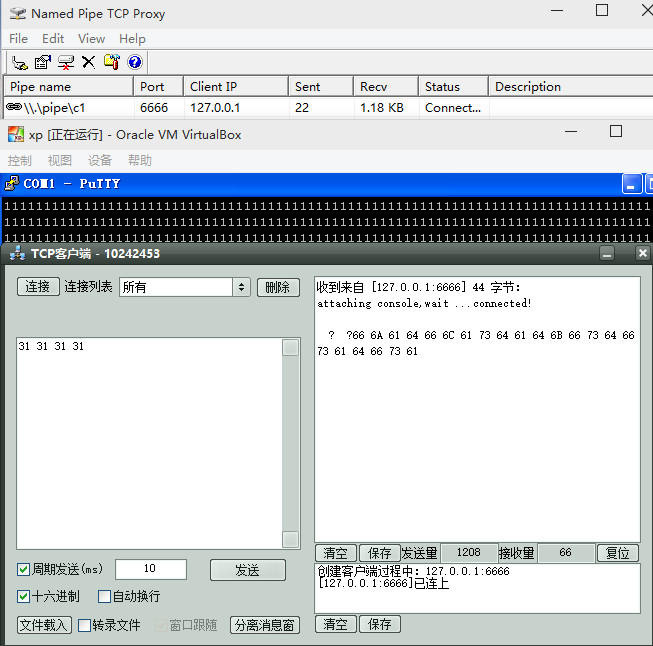 Named Pipe TCP Proxy
File Edit View Help
Pipe name Port Client IP Sent Recv Status Description
\\.\pipe\c1 6666 127.0.0.1 22 1.18 KB Connect...
xp [正在运行] - Oracle VM VirtualBox
控制 视图 设备 帮助
COM1 - PuTTY
TCP客户端 - 10242453
连接 连接列表 所有 删除
31 31 31 31
周期发送(ms) 10 发送
十六进制 自动换行
文件载入 转录文件 窗口跟随 分离消息窗
收到来自 [127.0.0.1:6666] 44 字节:
attaching console,wait ...connected!
? ?66 6A 61 64 66 6C 61 73 64 61 64 6B 66 73 64 66
73 61 64 66 73 61
清空 保存 发送量 1208 接收量 66 复位
创建客户端过程中: 127.0.0.1:6666
[127.0.0.1:6666]已连上
清空 保存